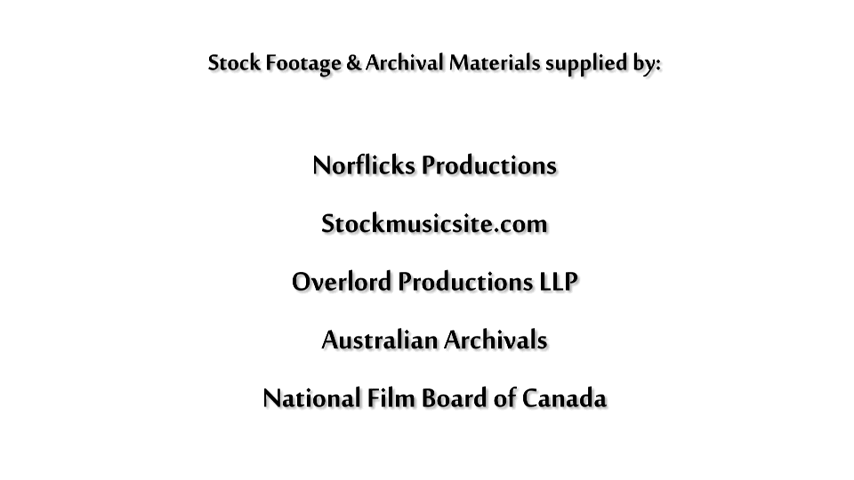 Stock Footage & Archival Materials supplied by:
Norflicks Productions
Stockmusicsite.com
Overlord Productions LLP
Australian Archivals
National Film Board of Canada